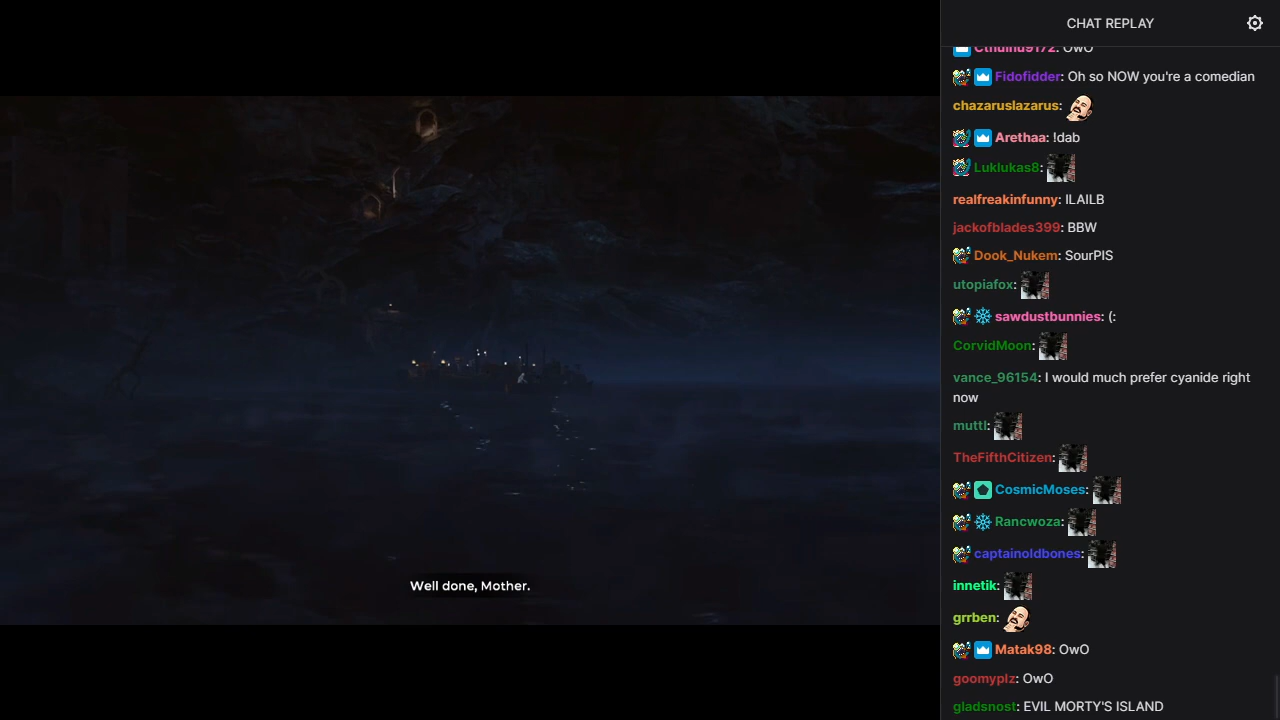 CHAT REPLAY
Cthulhu9172: OwO
Fidofidder: Oh so NOW you're a comedian
chazaruslazarus:
Arethaa: !dab
Luklukas8:
realfreakinfunny: ILAILB
jackofblades399: BBW
Dook_Nukem: SourPIS
utopiafox:
sawdustbunnies: (:
CorvidMoon:
vance_96154: I would much prefer cyanide right
now
muttl:
TheFifthCitizen:
CosmicMoses:
Rancwoza:
captainoldbones:
innetik:
grrben:
Matak98: OwO
goomyplz: OwO
gladsnost: EVIL MORTY'S ISLAND
Well done, Mother.